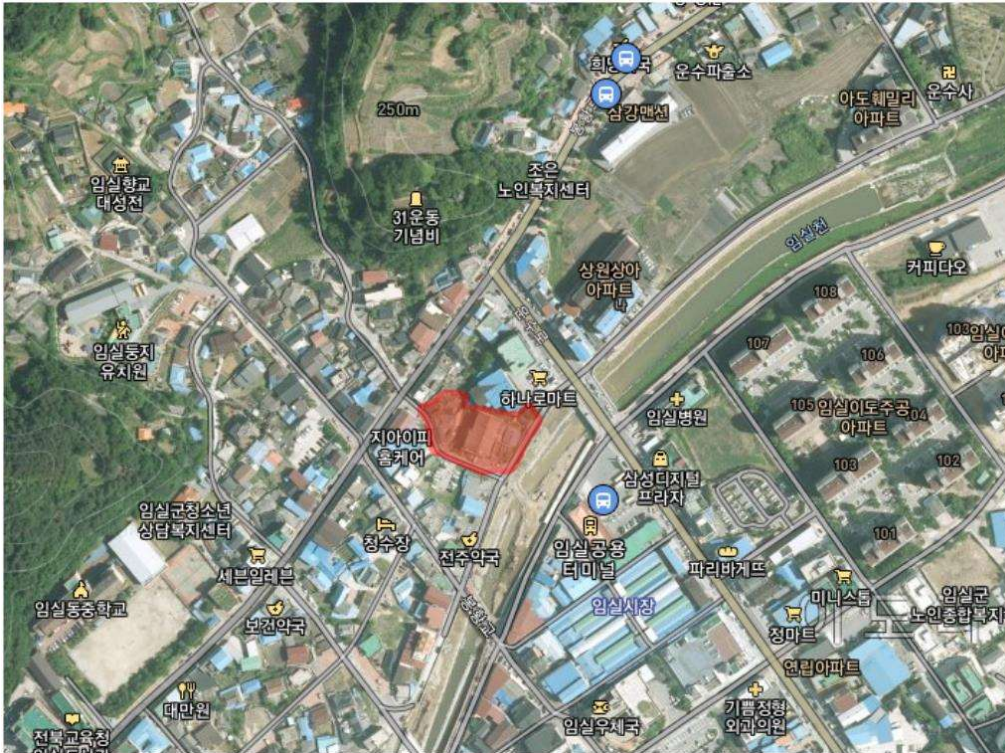 희망
국
운수파출소
운수사
삼강맨션
아도훼밀리
아파트
250m
조은
노인복지센터
임실향교
대성전
31운동
기념비
임실천
커피다오
상원상아
아파트
나
108
107
106
103
임실등지
유치원
하나로마트
임실병원
105
임실이도주공
아파트
04
103
102
101
지아이피
홈케어
삼성디지털
프라자
임실군청소년
상담복지센터
청수장
전주약국
임실공용
터미널
파리바게뜨
세븐일레븐
임실동중학교
보건약국
봉황교
임실시장
미니스톱
임실군
노인종합복지
정마트
연립아파트
대만원
임실우체국
기쁨정형
외과의원
전북교육청